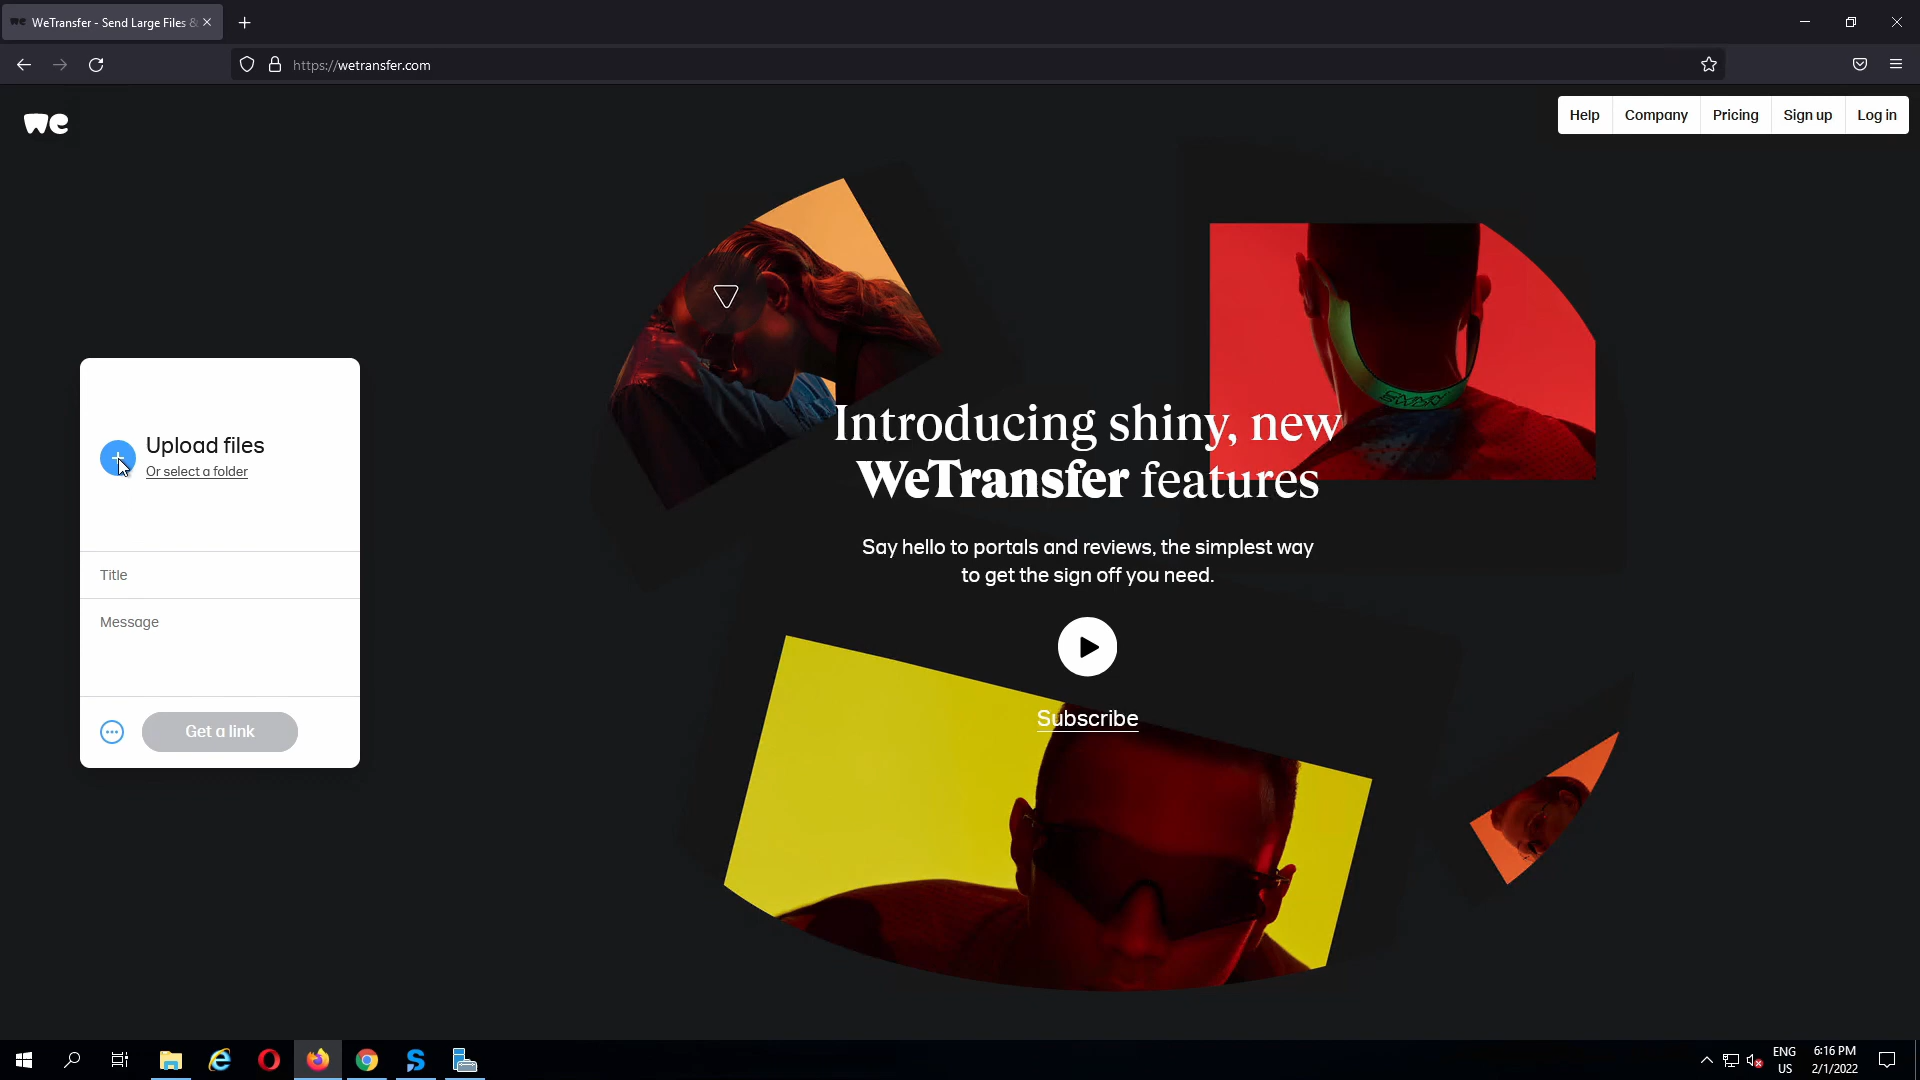 WeTransfer - Send Large Files &
https://wetransfer.com
we
Help
Company
Pricing
Sign up
Log in
Upload files
Or select a folder
Title
Message
Get a link
Introducing shiny, new
WeTransfer features
Say hello to portals and reviews, the simplest way
to get the sign off you need.
Subscribe
ENG
US
6:16 PM
2/1/2022